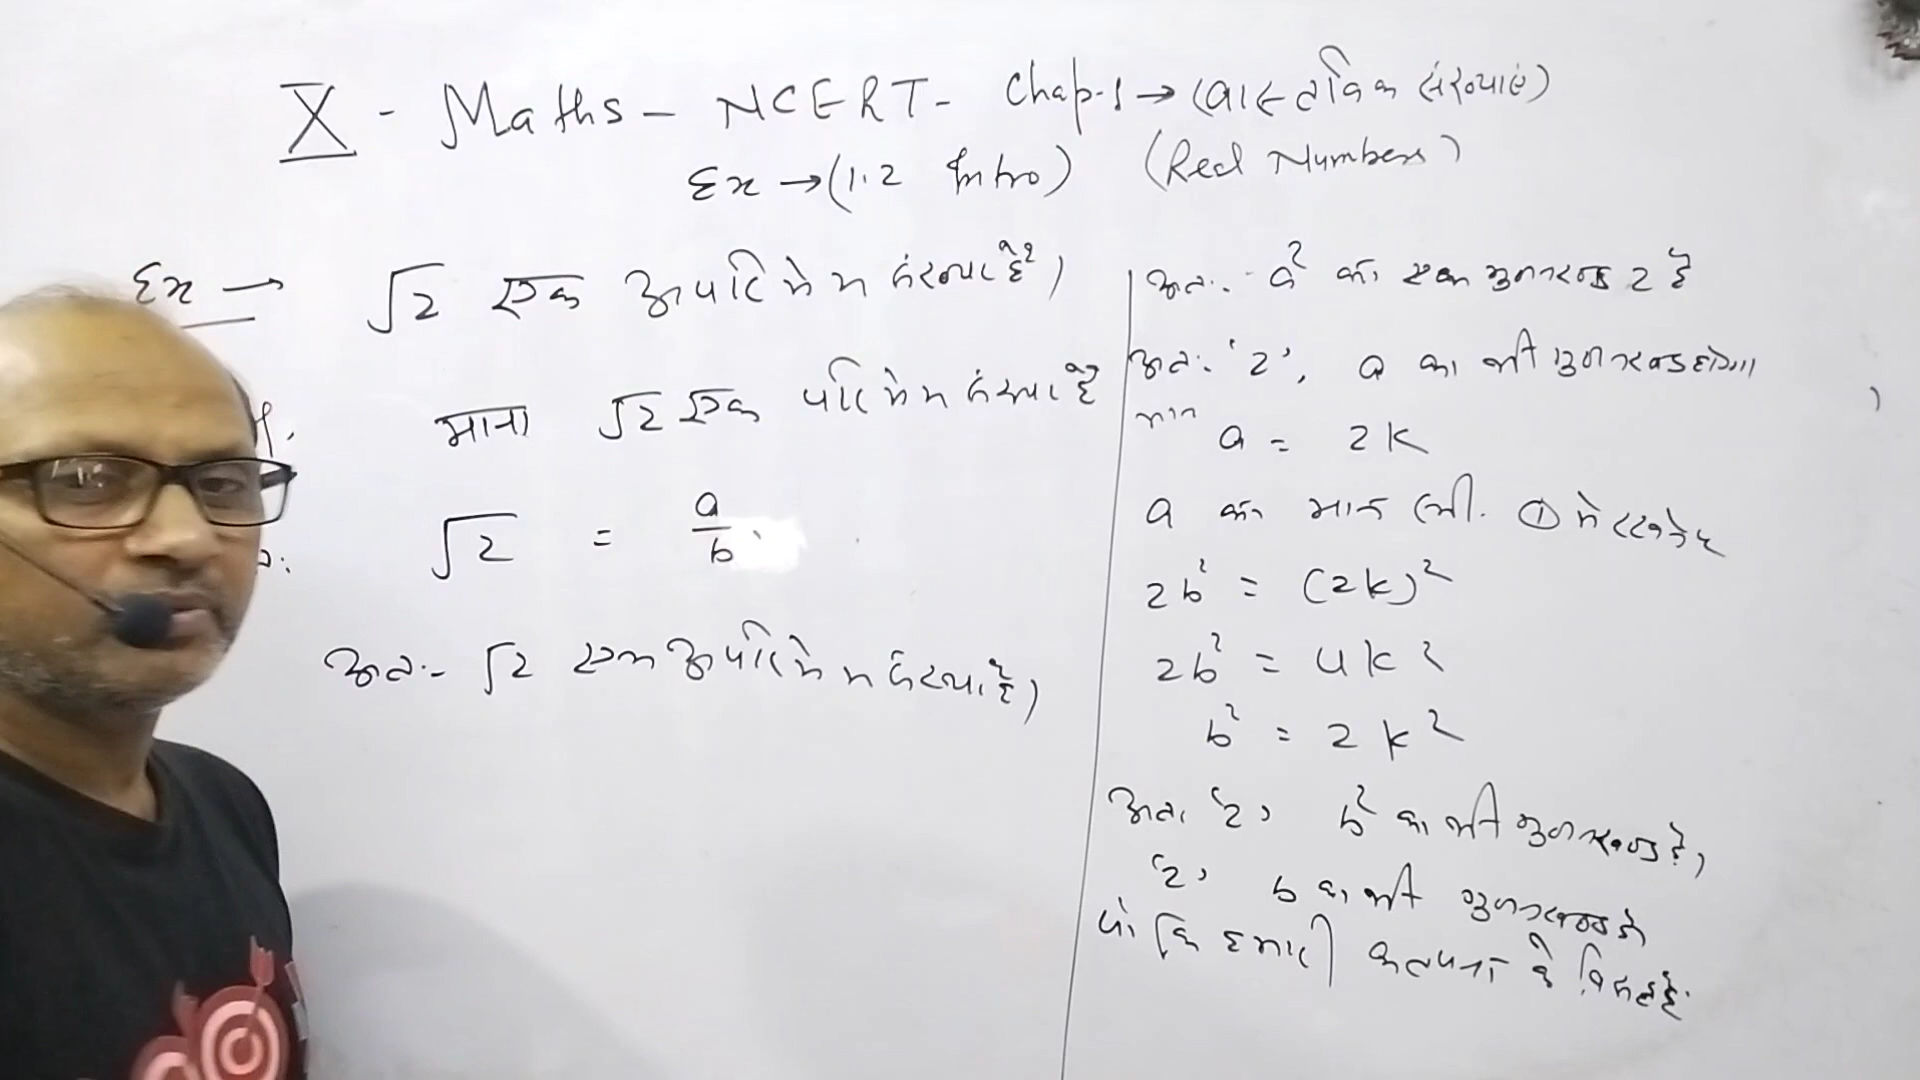 X - Maths - NCERT - Chap-1 → (वास्तविक संख्याएं)
Ex → (1.2 Intro) (Real Numbers)
Ex → √2 एक अपरिमेय संख्या है।
माना √2 एक परिमेय संख्या है
√2 = a/b
अतः- √2 एक अपरिमेय संख्या है।
अतः- a² का एक गुणनखण्ड 2 है
अतः '2', a का भी गुणनखण्ड होगा
माना a = 2k
a का मान समी. ① में रखने पर
2b² = (2k)²
2b² = 4k²
b² = 2k²
अतः '2' b² का भी गुणनखण्ड है,
'2' b का भी गुणनखण्ड है
जो कि हमारी कल्पना के